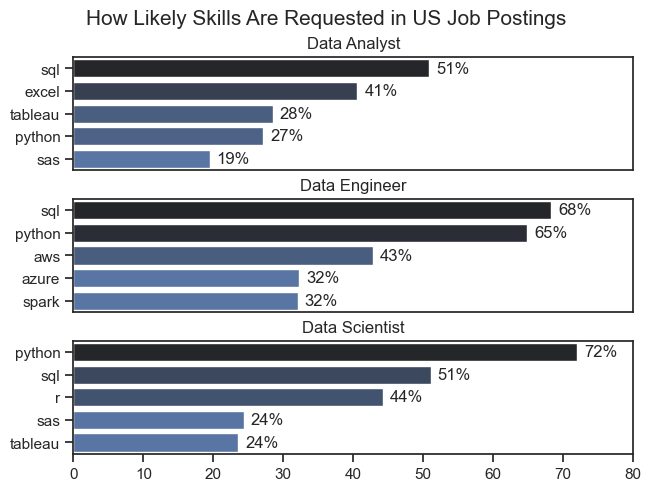 How Likely Skills Are Requested in US Job Postings
Data Analyst
sql 51%
excel 41%
tableau 28%
python 27%
sas 19%
Data Engineer
sql 68%
python 65%
aws 43%
azure 32%
spark 32%
Data Scientist
python 72%
sql 51%
r 44%
sas 24%
tableau 24%
0 10 20 30 40 50 60 70 80